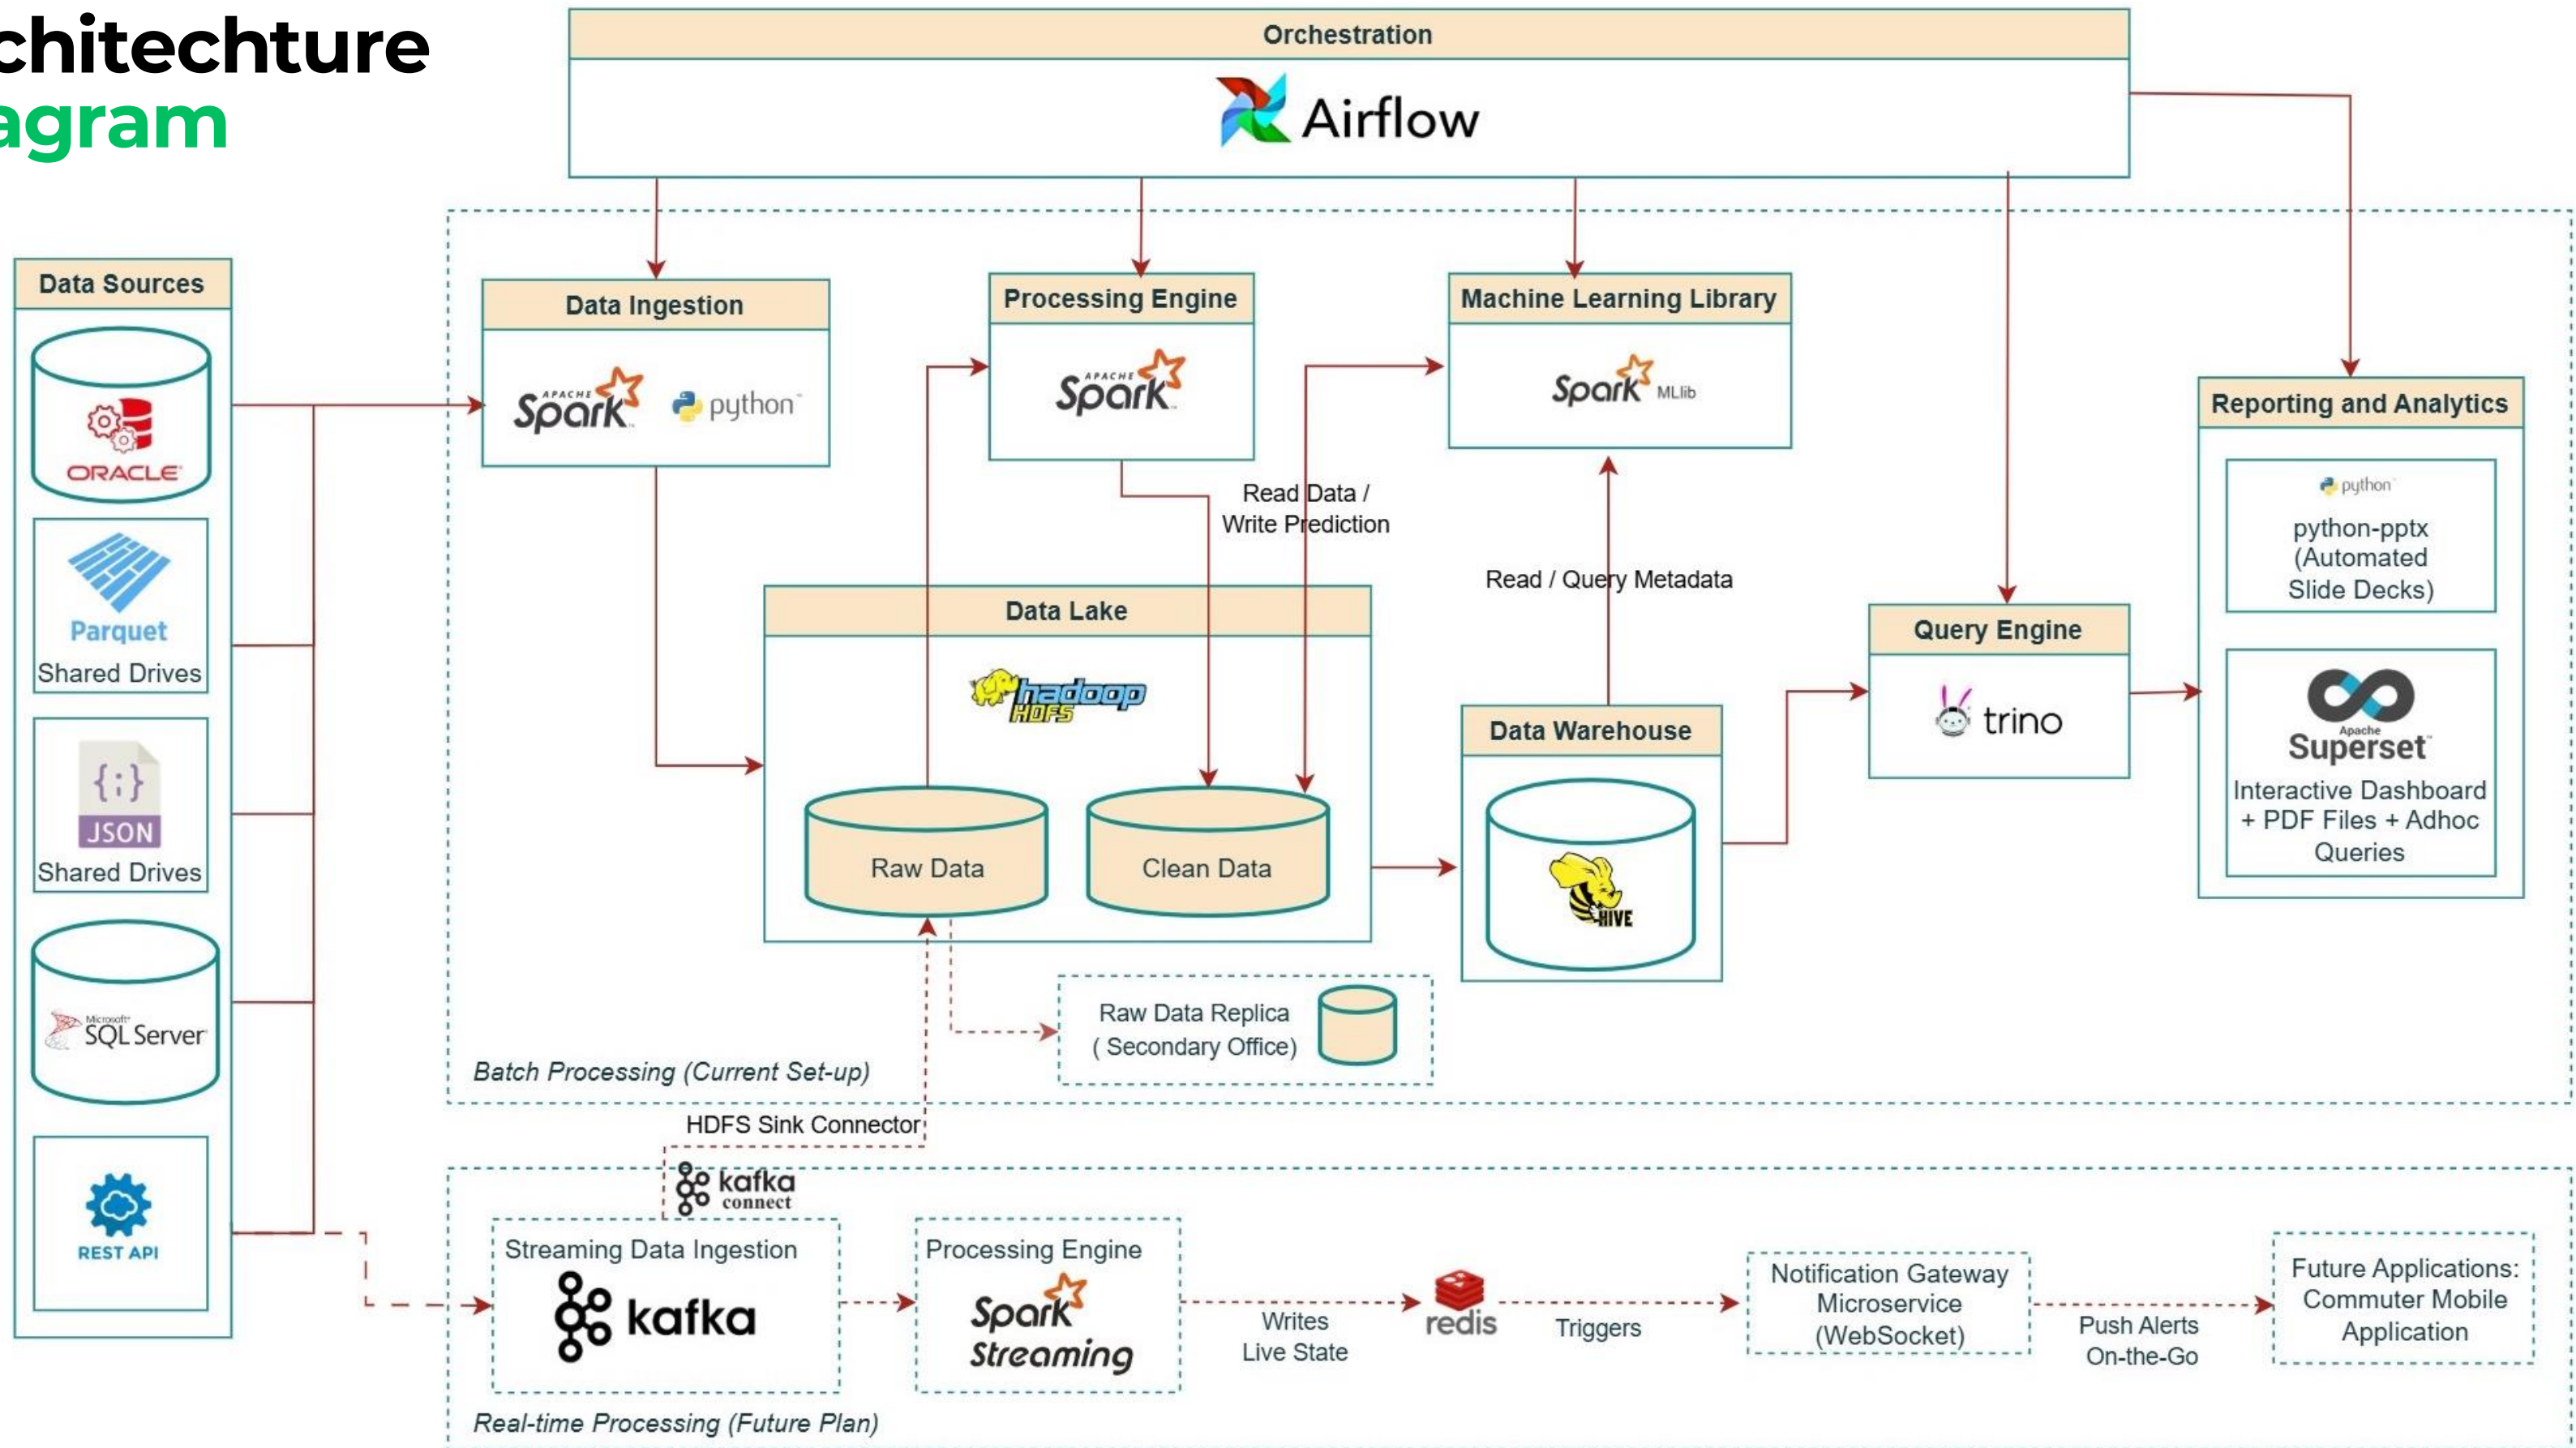 chitechture
agram
Orchestration
Airflow
Data Sources
ORACLE
Parquet
Shared Drives
{;}
JSON
Shared Drives
Microsoft
SQL Server
REST API
Data Ingestion
APACHE
Spark
python
Processing Engine
APACHE
Spark
Machine Learning Library
Spark MLlib
Read Data /
Write Prediction
Read / Query Metadata
Data Lake
hadoop
HDFS
Raw Data
Clean Data
Data Warehouse
HIVE
Query Engine
trino
Reporting and Analytics
python
python-pptx
(Automated
Slide Decks)
Apache
Superset
Interactive Dashboard
+ PDF Files + Adhoc
Queries
Raw Data Replica
( Secondary Office)
Batch Processing (Current Set-up)
HDFS Sink Connector
kafka
connect
Streaming Data Ingestion
kafka
Processing Engine
Spark
Streaming
Writes
Live State
redis
Triggers
Notification Gateway
Microservice
(WebSocket)
Push Alerts
On-the-Go
Future Applications:
Commuter Mobile
Application
Real-time Processing (Future Plan)